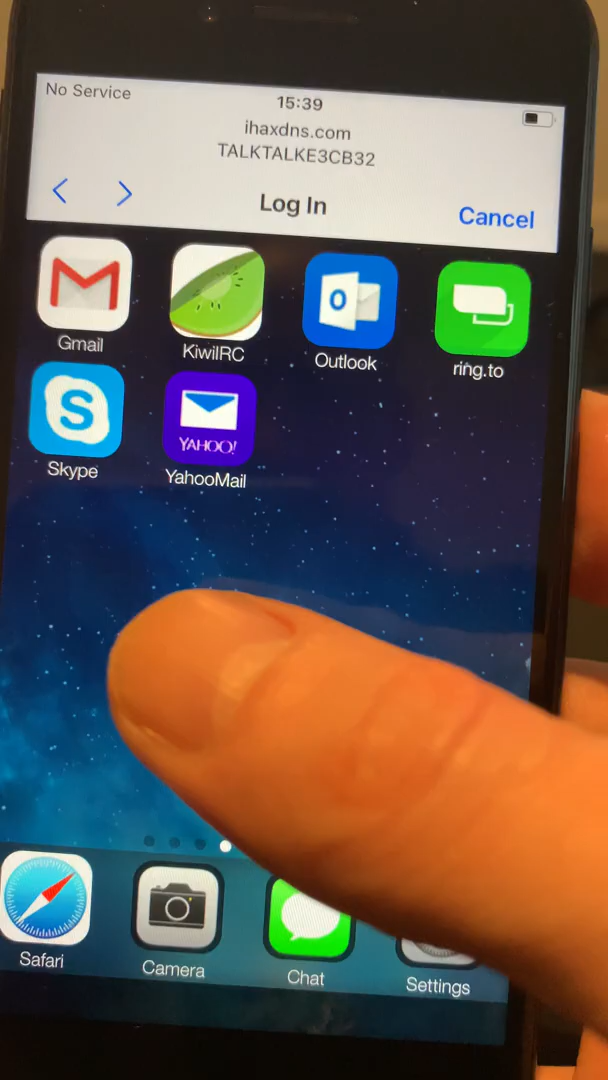 No Service
15:39
ihaxdns.com
TALKTALKE3CB32
Log In
Cancel
Gmail
KiwiIRC
Outlook
ring.to
Skype
YAHOO!
YahooMail
Safari
Camera
Chat
Settings